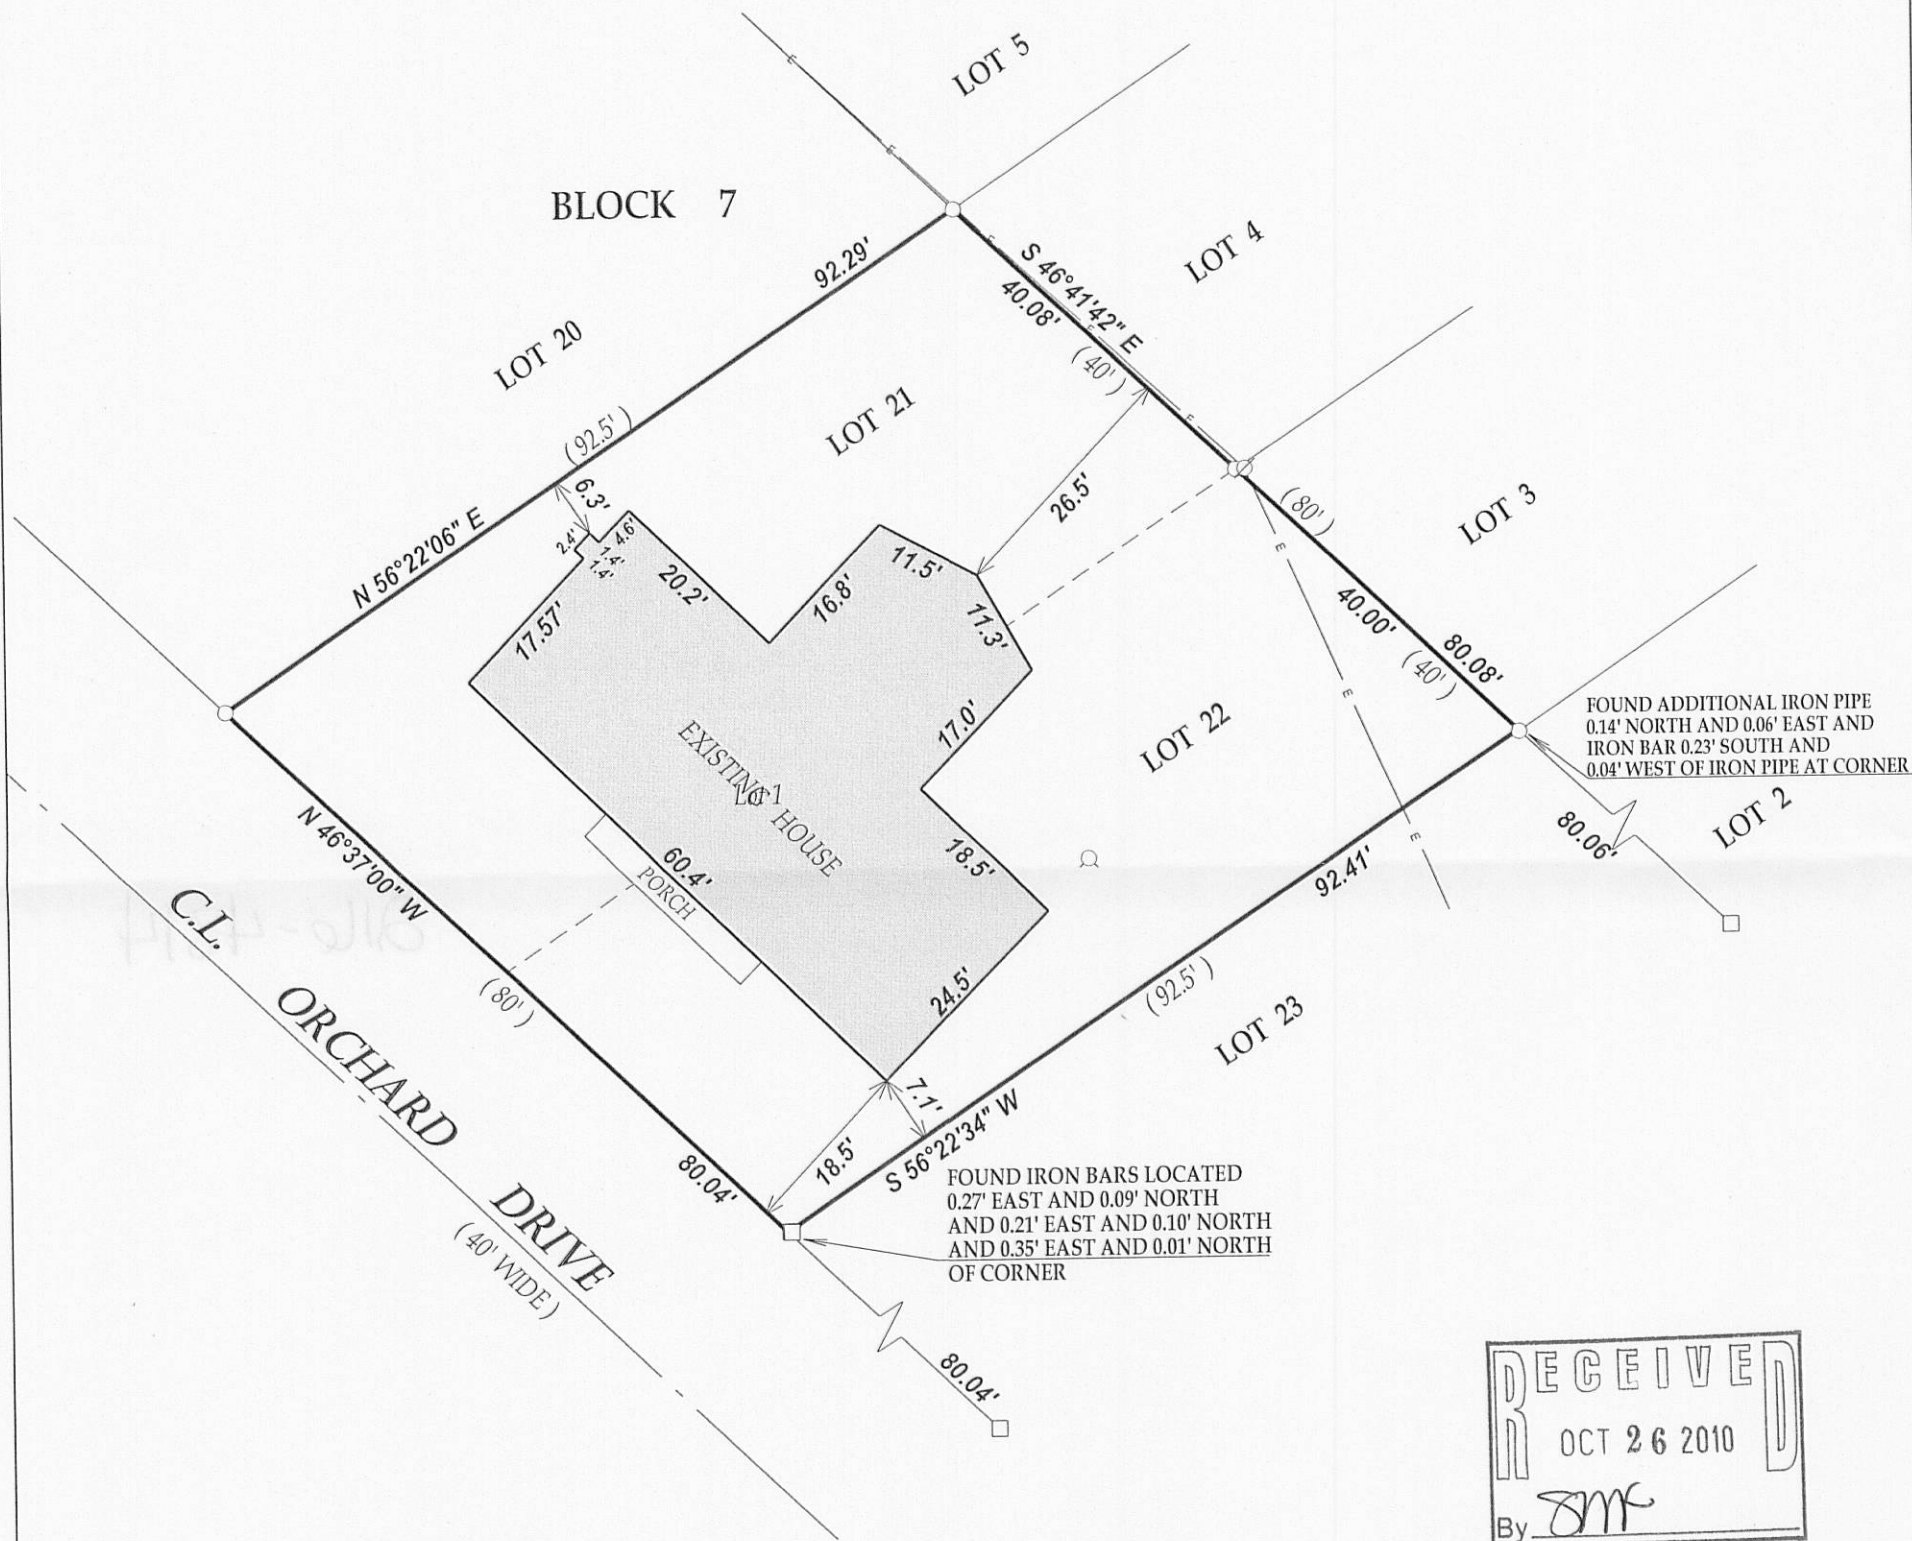 LOT 5
BLOCK 7
LOT 4
S 46°41'42" E
92.29'
40.08'
(40')
LOT 20
LOT 21
(92.5')
26.5'
(80')
LOT 3
6.3'
N 56°22'06" E
2.4'
4.6'
1.4'
1.4'
20.2'
16.8'
11.5'
11.3'
17.57'
40.00'
80.08'
(40')
17.0'
LOT 22
FOUND ADDITIONAL IRON PIPE
0.14' NORTH AND 0.06' EAST AND
IRON BAR 0.23' SOUTH AND
0.04' WEST OF IRON PIPE AT CORNER
80.06'
LOT 2
EXISTING HOUSE
Lot 1
N 46°37'00" W
60.4'
PORCH
18.5'
92.41'
C.L.
ORCHARD DRIVE
(40' WIDE)
(80')
24.5'
(92.5')
LOT 23
7.1'
18.5'
S 56°22'34" W
80.04'
FOUND IRON BARS LOCATED
0.27' EAST AND 0.09' NORTH
AND 0.21' EAST AND 0.10' NORTH
AND 0.35' EAST AND 0.01' NORTH
OF CORNER
80.04'
RECEIVED
OCT 26 2010
By SMc
E
E
E
E
E
E
E
E